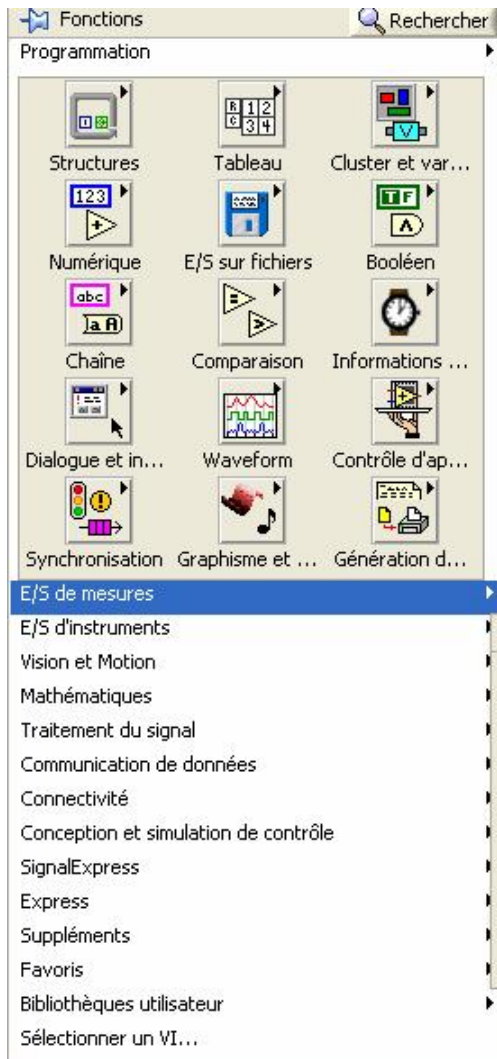 Fonctions Rechercher
Programmation
Structures Tableau Cluster et var...
Numérique E/S sur fichiers Booléen
Chaîne Comparaison Informations ...
Dialogue et in... Waveform Contrôle d'ap...
Synchronisation Graphisme et ... Génération d...
E/S de mesures
E/S d'instruments
Vision et Motion
Mathématiques
Traitement du signal
Communication de données
Connectivité
Conception et simulation de contrôle
SignalExpress
Express
Suppléments
Favoris
Bibliothèques utilisateur
Sélectionner un VI...